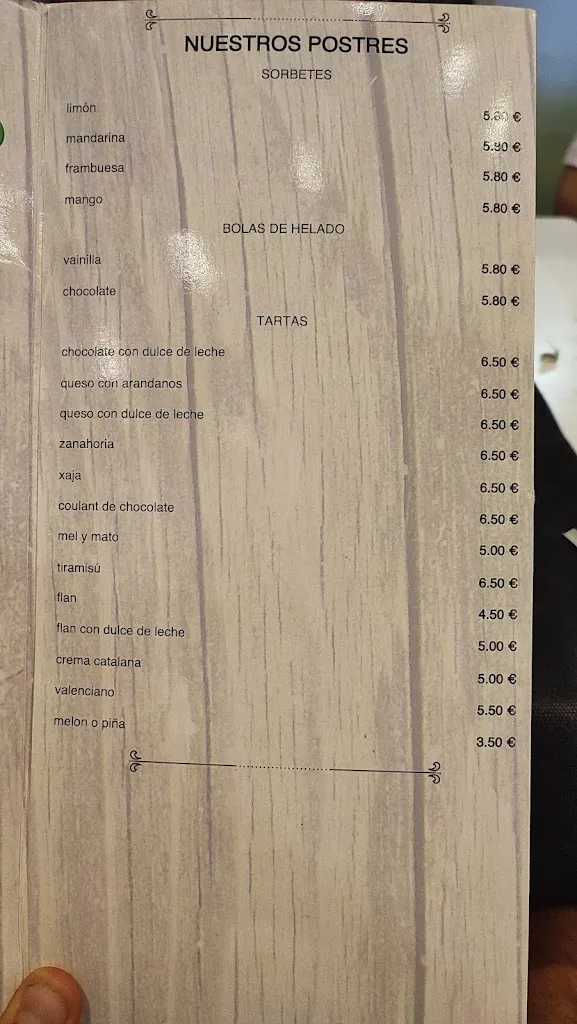 NUESTROS POSTRES
SORBETES
limón 5.80 €
mandarina 5.80 €
frambuesa 5.80 €
mango 5.80 €
BOLAS DE HELADO
vainilla 5.80 €
chocolate 5.80 €
TARTAS
chocolate con dulce de leche 6.50 €
queso con arandanos 6.50 €
queso con dulce de leche 6.50 €
zanahoria 6.50 €
xaja 6.50 €
coulant de chocolate 6.50 €
mel y mato 5.00 €
tiramisú 6.50 €
flan 4.50 €
flan con dulce de leche 5.00 €
crema catalana 5.00 €
valenciano 5.50 €
melon o piña 3.50 €